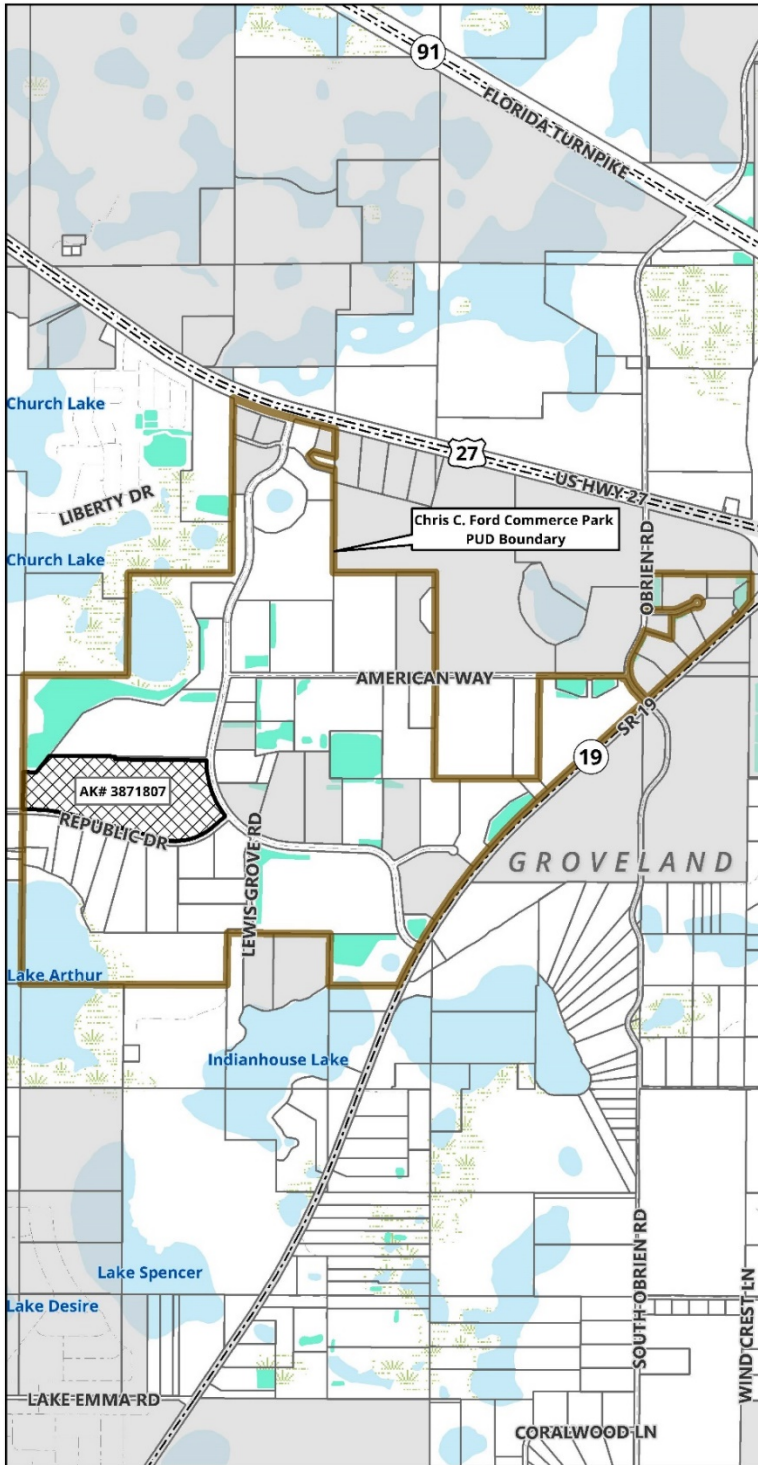 91
FLORIDA TURNPIKE
Church Lake
27
US HWY 27
LIBERTY DR
Chris C. Ford Commerce Park
PUD Boundary
OBRIEN RD
Church Lake
AMERICAN WAY
SR 19
19
AK# 3871807
REPUBLIC DR
LEWIS GROVE RD
GROVELAND
Lake Arthur
Indianhouse Lake
Lake Spencer
Lake Desire
SOUTH OBRIEN RD
WIND CREST LN
LAKE EMMA RD
CORALWOOD LN